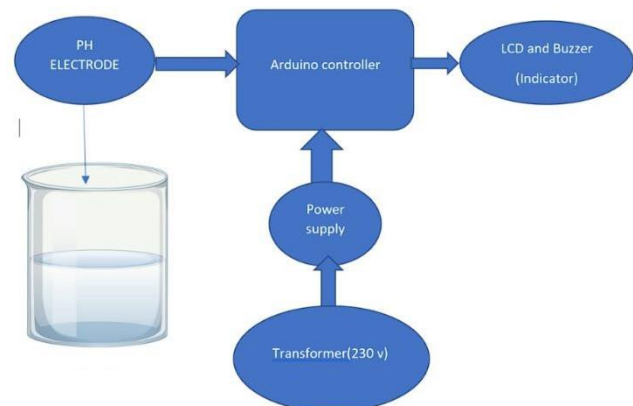 PH
ELECTRODE
Arduino controller
LCD and Buzzer
(Indicator)
Power
supply
Transformer(230 v)